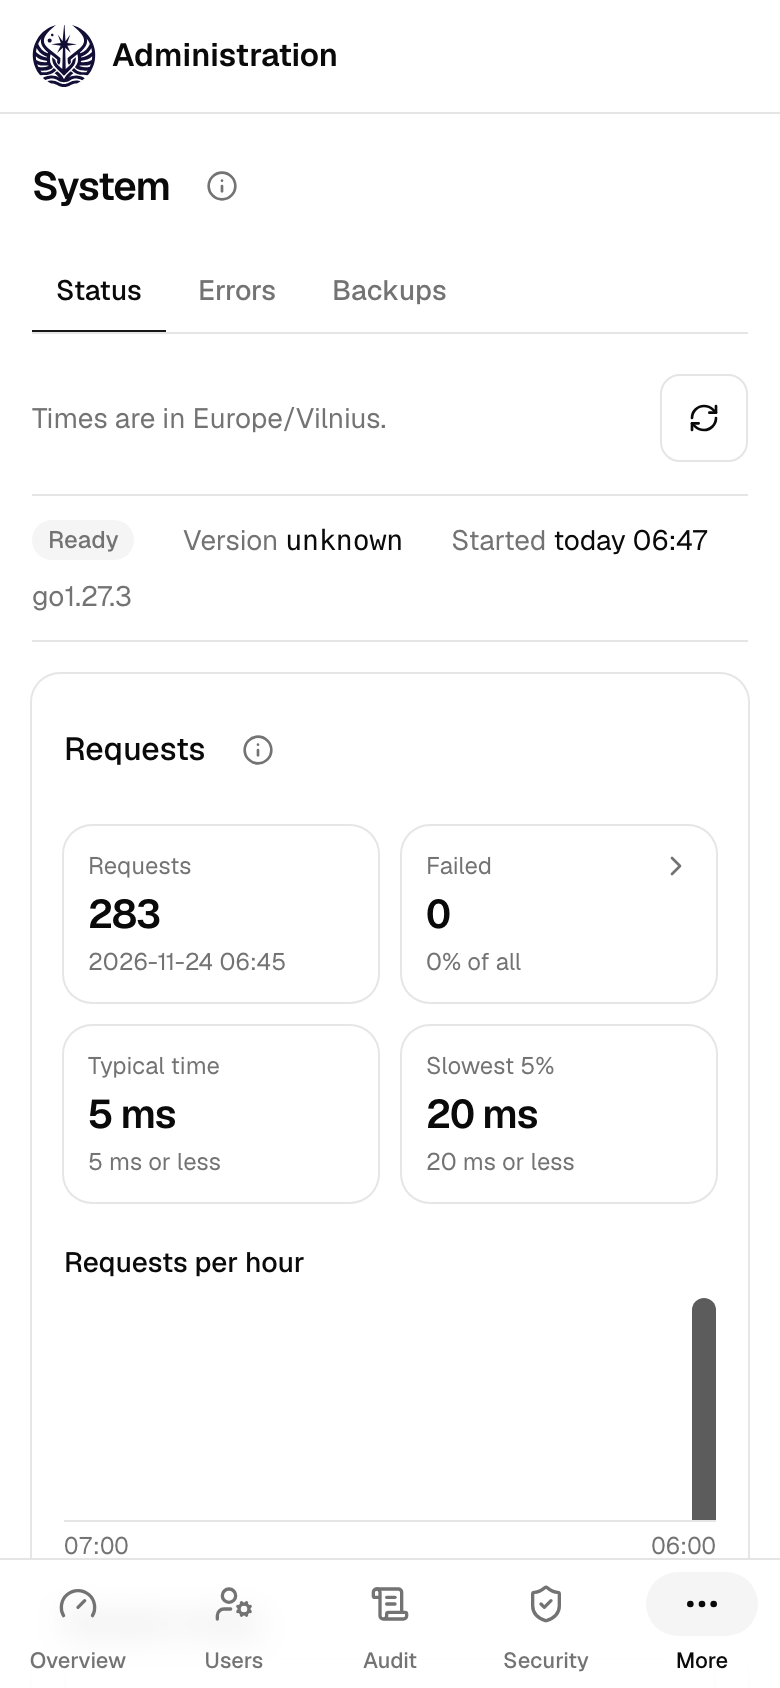 Administration
System
Status Errors Backups
Times are in Europe/Vilnius.
Ready Version unknown Started today 06:47
go1.27.3
Requests
Requests Failed
283 0
2026-11-24 06:45 0% of all
Typical time Slowest 5%
5 ms 20 ms
5 ms or less 20 ms or less
Requests per hour
07:00 06:00
Overview Users Audit Security More